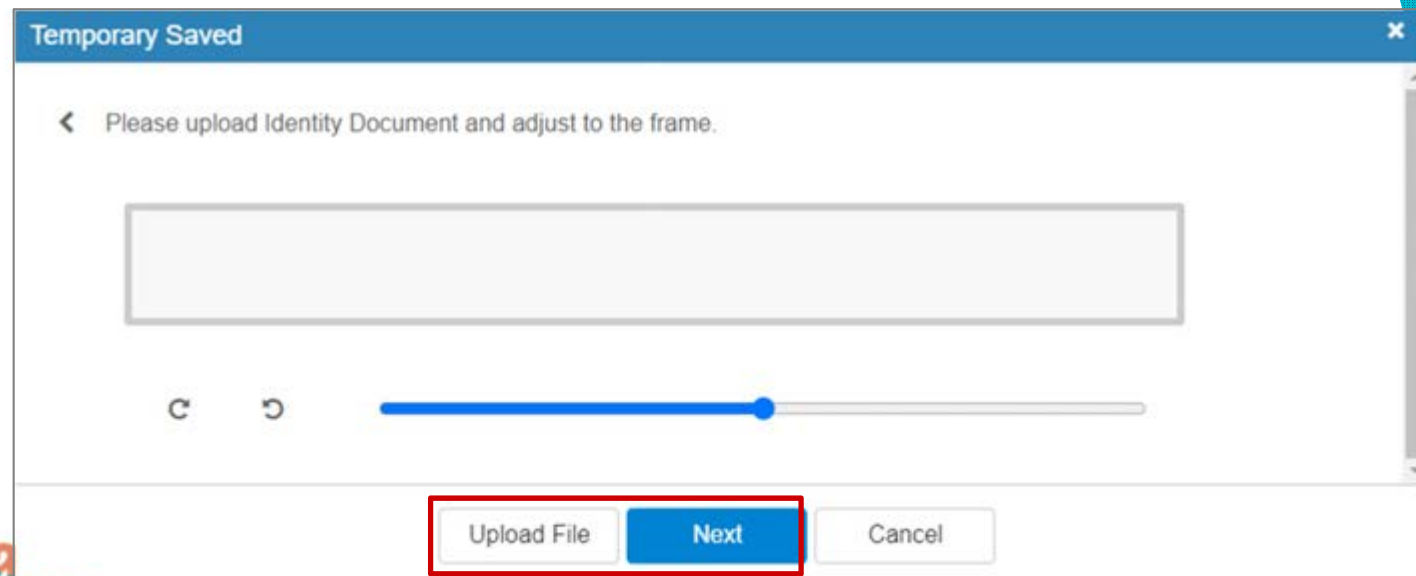 Temporary Saved
Please upload Identity Document and adjust to the frame.
Upload File
Next
Cancel